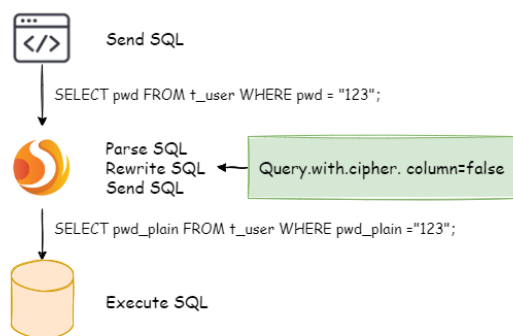 </>
Send SQL
SELECT pwd FROM t_user WHERE pwd = "123";
Parse SQL
Rewrite SQL
Send SQL
Query.with.cipher. column=false
SELECT pwd_plain FROM t_user WHERE pwd_plain ="123";
Execute SQL